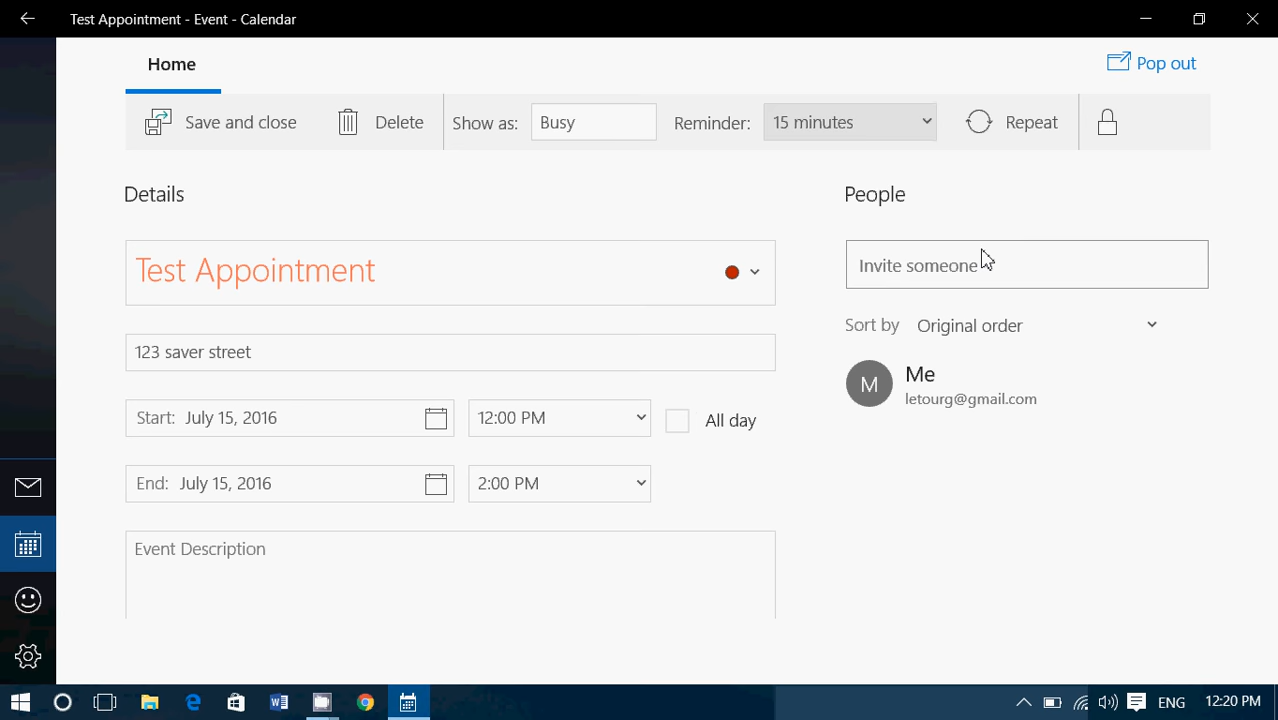 Test Appointment - Event - Calendar
Home
Pop out
Save and close
Delete
Show as: Busy
Reminder: 15 minutes
Repeat
Details
People
Test Appointment
Invite someone
123 saver street
Sort by Original order
M
Me
letourg@gmail.com
Start: July 15, 2016
12:00 PM
All day
End: July 15, 2016
2:00 PM
Event Description
ENG
12:20 PM